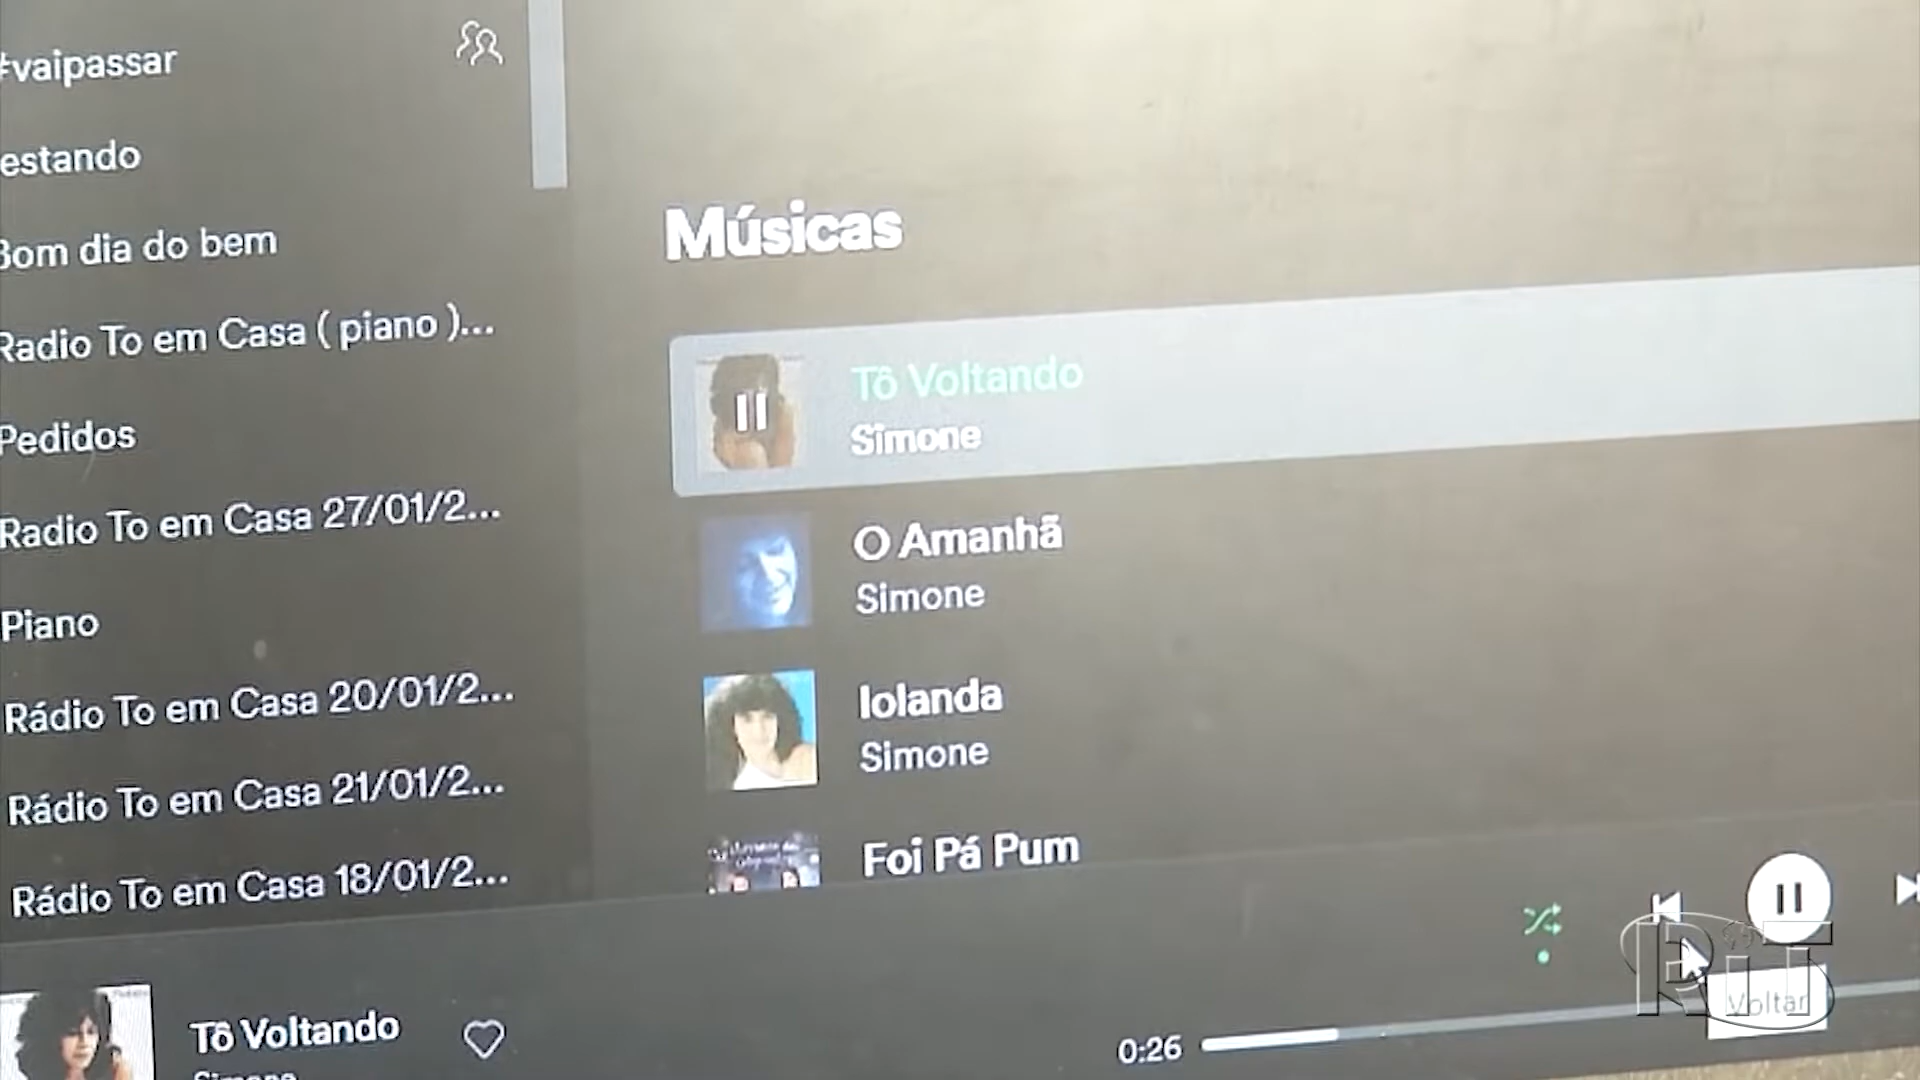 #vaipassar
estando
Bom dia do bem
Radio To em Casa ( piano )...
Pedidos
Radio To em Casa 27/01/2...
Piano
Rádio To em Casa 20/01/2...
Rádio To em Casa 21/01/2...
Rádio To em Casa 18/01/2...
Músicas
Tô Voltando
Simone
O Amanhã
Simone
Iolanda
Simone
Foi Pá Pum
Tô Voltando
Simone
0:26
Voltar
RiT